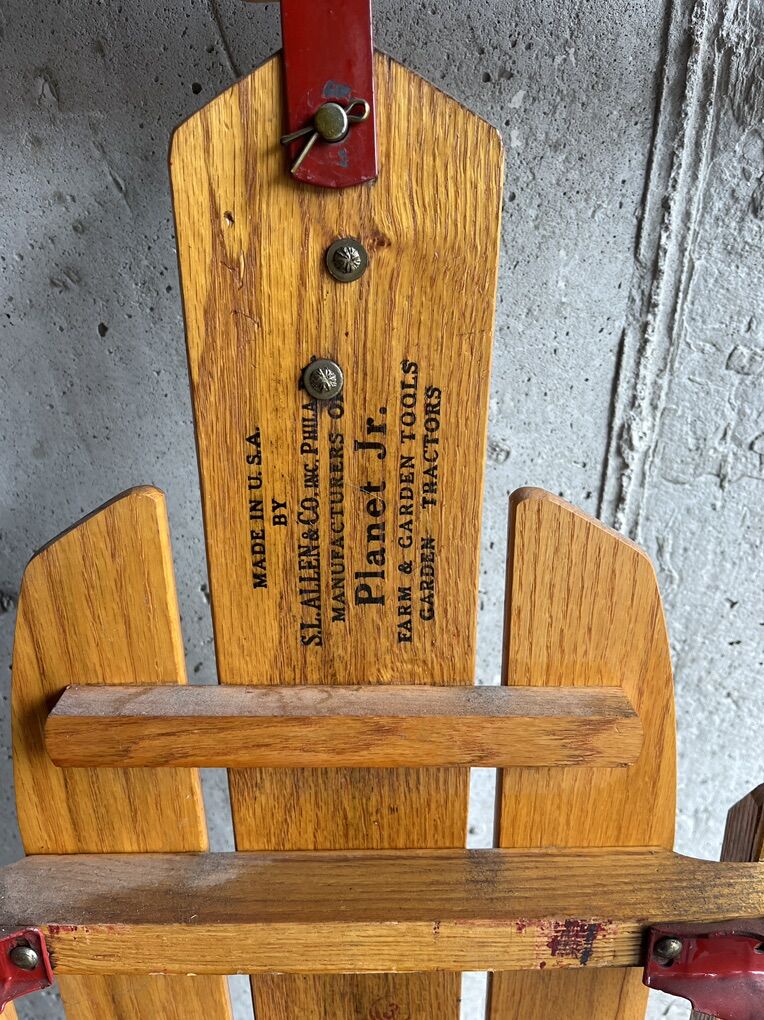 MADE IN U. S. A.
BY
S. L. ALLEN & CO., INC. PHILA
MANUFACTURERS OF
Planet Jr.
FARM & GARDEN TOOLS
GARDEN TRACTORS